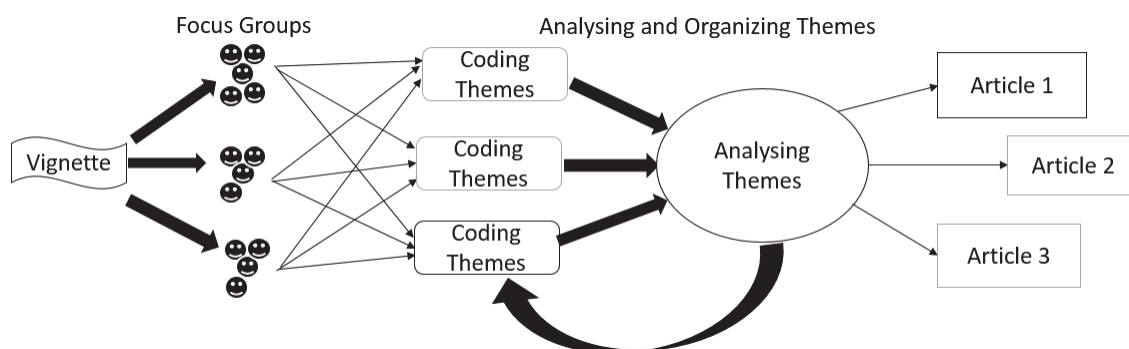 Focus Groups
Analysing and Organizing Themes
Vignette
Coding
Themes
Coding
Themes
Coding
Themes
Analysing
Themes
Article 1
Article 2
Article 3